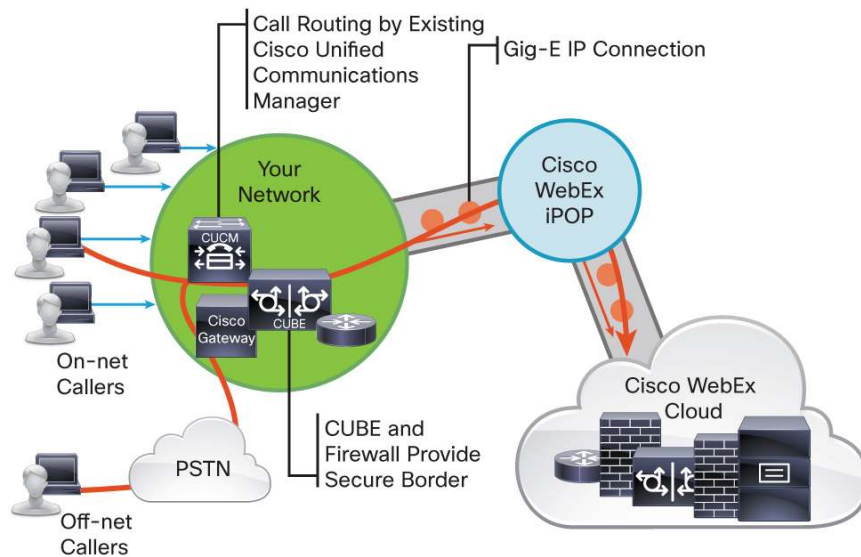 Call Routing by Existing
Cisco Unified
Communications
Manager
Gig-E IP Connection
Your
Network
Cisco
WebEx
iPOP
CUCM
Cisco
Gateway
CUBE
On-net
Callers
Cisco WebEx
Cloud
CUBE and
Firewall Provide
Secure Border
PSTN
Off-net
Callers